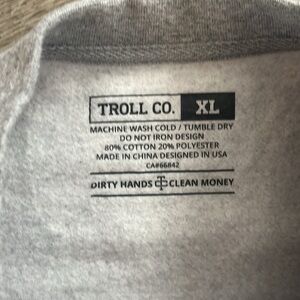 TROLL CO. XL
MACHINE WASH COLD / TUMBLE DRY
DO NOT IRON DESIGN
80% COTTON 20% POLYESTER
MADE IN CHINA DESIGNED IN USA
CA#66842
DIRTY HANDS CLEAN MONEY